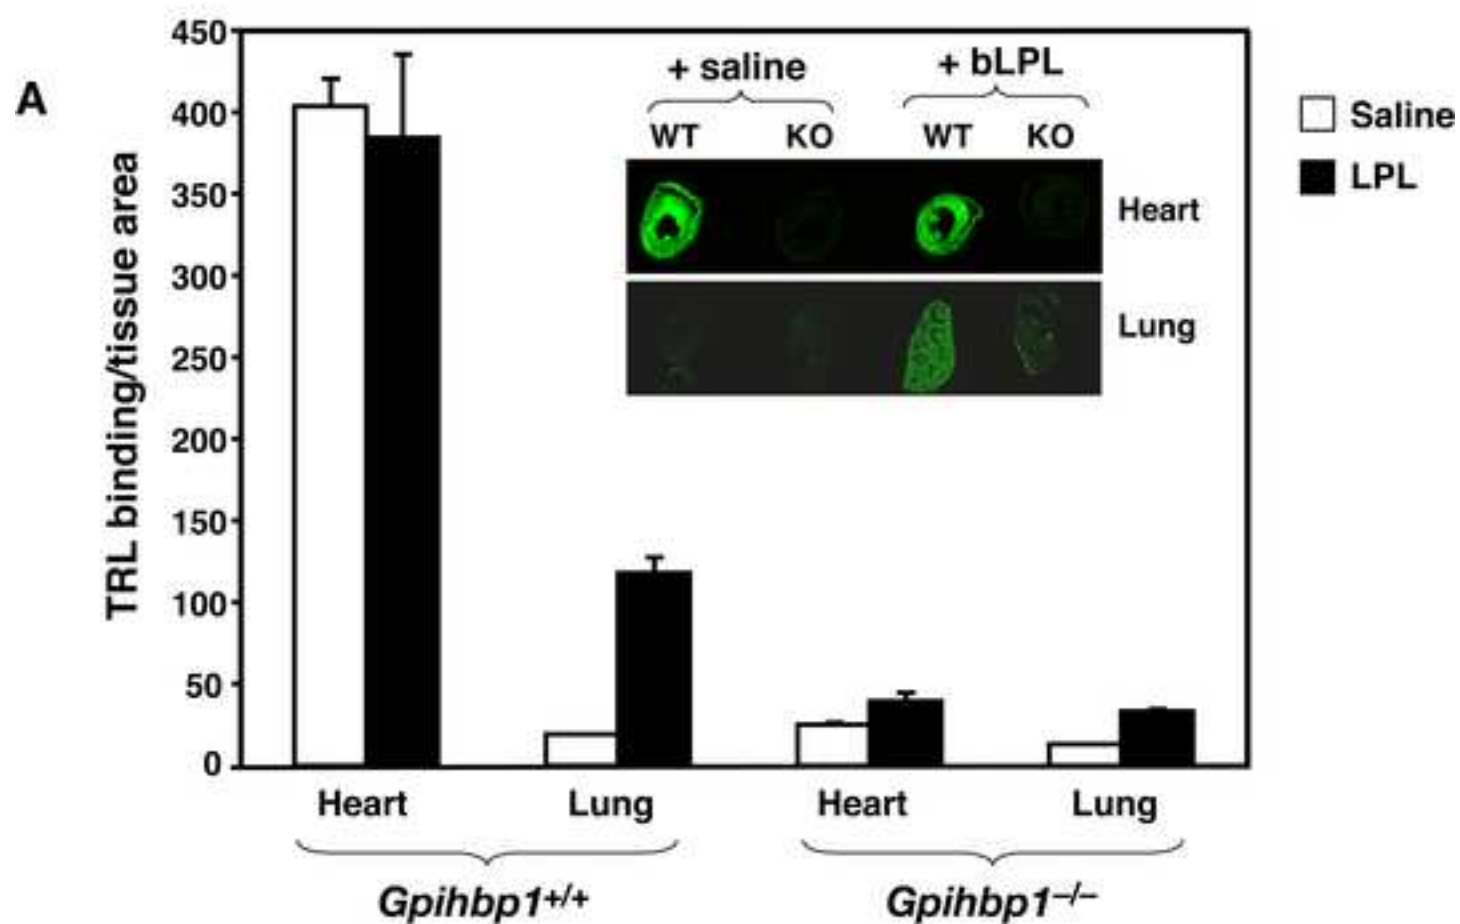 A
TRL binding/tissue area
450
400
350
300
250
200
150
100
50
0
+ saline + bLPL
WT KO WT KO
Heart
Lung
Saline
LPL
Heart Lung Heart Lung
Gpihbp1+/+ Gpihbp1–/–